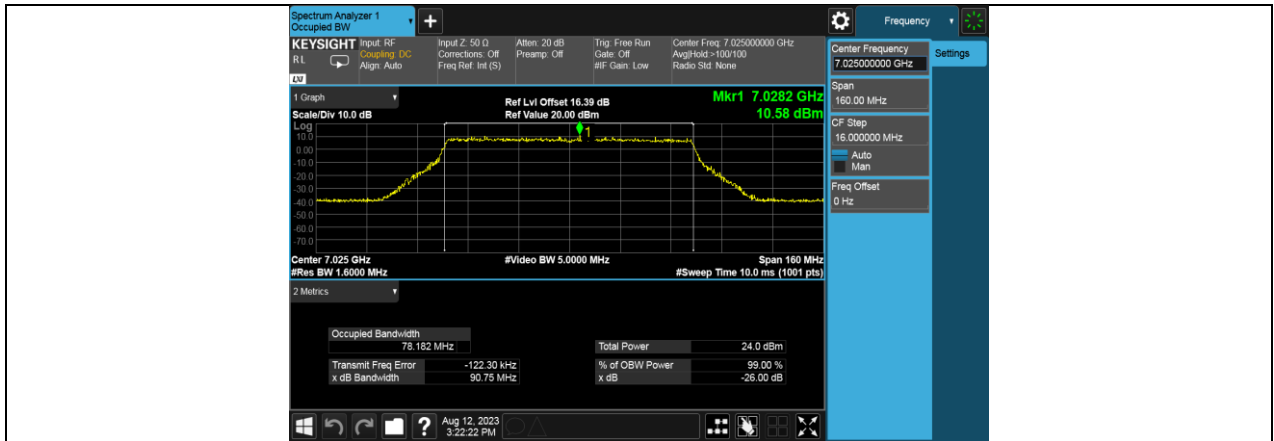 Spectrum Analyzer 1
Occupied BW
+
Frequency
KEYSIGHT
RL
Input: RF
Coupling: DC
Align: Auto
Input Z: 50 Ω
Corrections: Off
Freq Ref: Int (S)
Atten: 20 dB
Preamp: Off
Trig: Free Run
Gate: Off
#IF Gain: Low
Center Freq: 7.025000000 GHz
Avg|Hold:>100/100
Radio Std: None
LXI
Center Frequency
7.025000000 GHz
Settings
Span
160.00 MHz
CF Step
16.000000 MHz
Auto
Man
Freq Offset
0 Hz
1 Graph
Scale/Div 10.0 dB
Ref Lvl Offset 16.39 dB
Ref Value 20.00 dBm
Mkr1 7.0282 GHz
10.58 dBm
Log
10.0
0.00
-10.0
-20.0
-30.0
-40.0
-50.0
-60.0
-70.0
1
Center 7.025 GHz
#Video BW 5.0000 MHz
Span 160 MHz
#Res BW 1.6000 MHz
#Sweep Time 10.0 ms (1001 pts)
2 Metrics
Occupied Bandwidth
78.182 MHz
Total Power 24.0 dBm
Transmit Freq Error -122.30 kHz
% of OBW Power 99.00 %
x dB Bandwidth 90.75 MHz
x dB -26.00 dB
?
Aug 12, 2023
3:22:22 PM